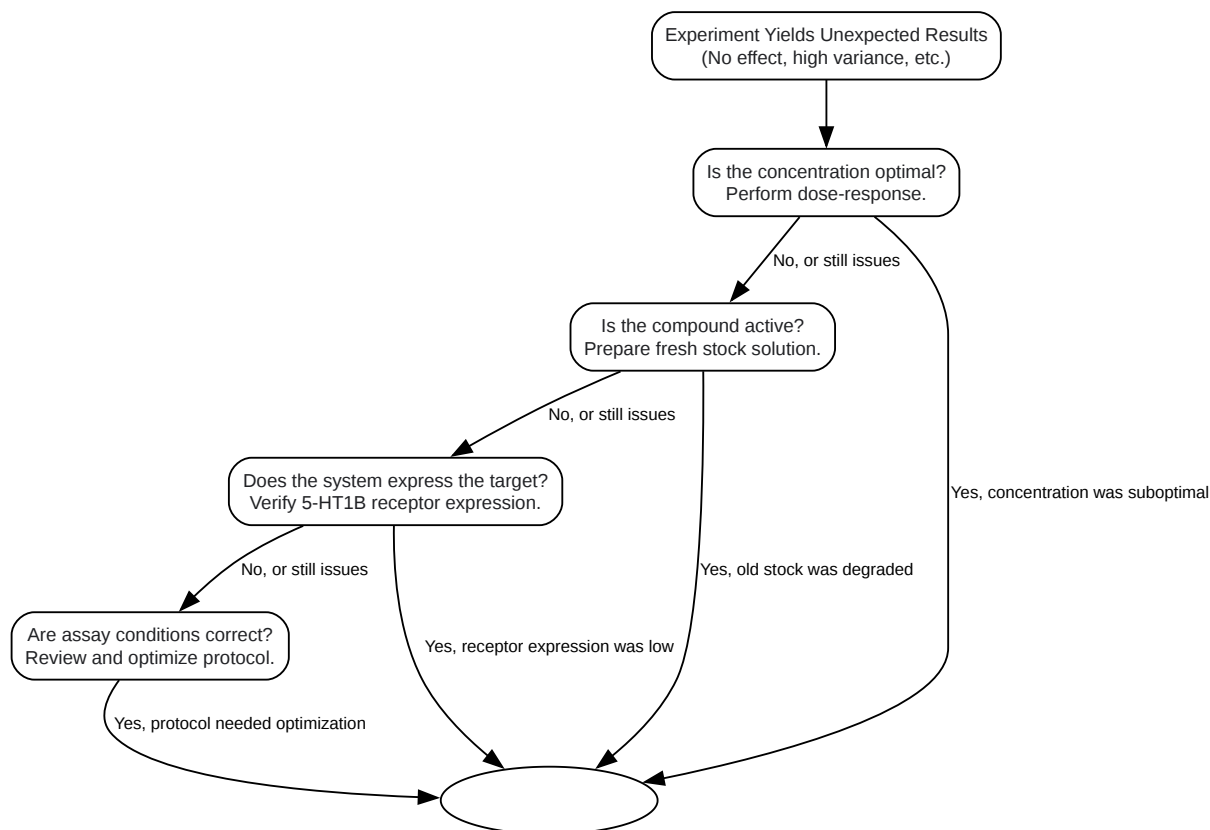 Experiment Yields Unexpected Results
(No effect, high variance, etc.)
Is the concentration optimal?
Perform dose-response.
No, or still issues
Is the compound active?
Prepare fresh stock solution.
No, or still issues
Does the system express the target?
Verify 5-HT1B receptor expression.
Yes, concentration was suboptimal
No, or still issues
Yes, old stock was degraded
Are assay conditions correct?
Review and optimize protocol.
Yes, receptor expression was low
Yes, protocol needed optimization